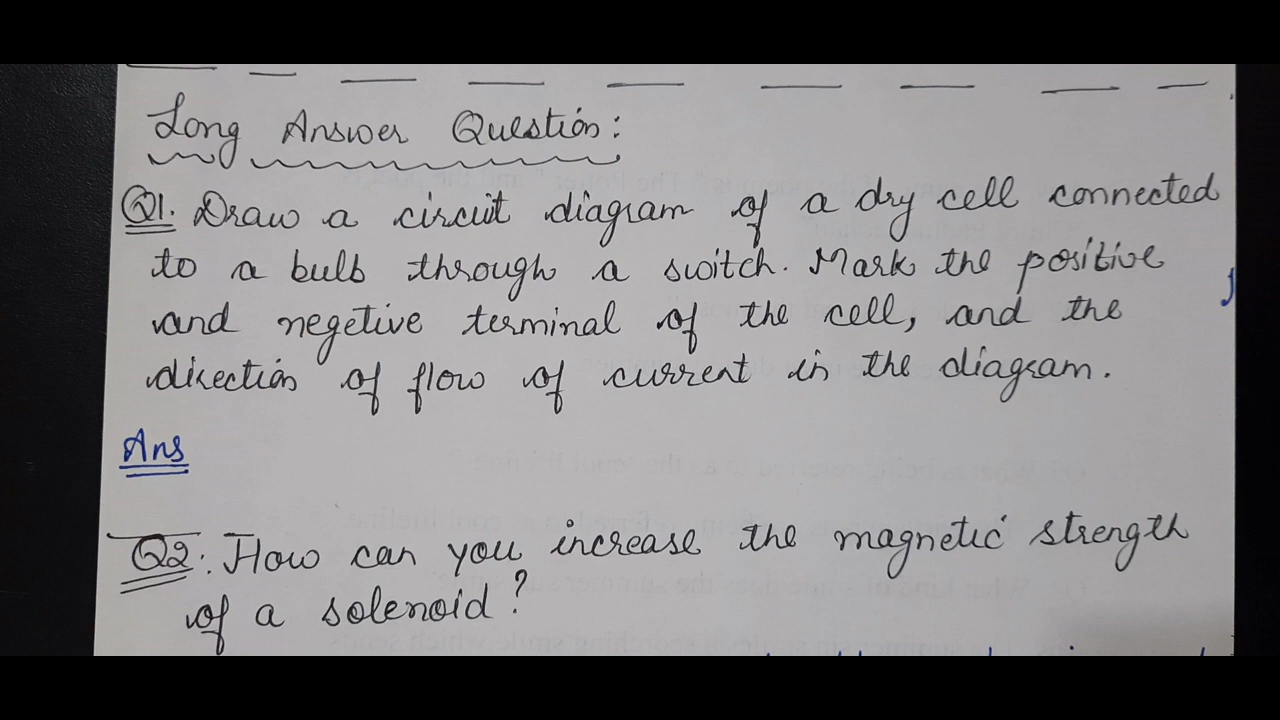 Long Answer Question:
Q1. Draw a circuit diagram of a dry cell connected
to a bulb through a switch. Mark the positive
and negetive terminal of the cell, and the
direction of flow of current in the diagram.
Ans
Q2. How can you increase the magnetic strength
of a solenoid?